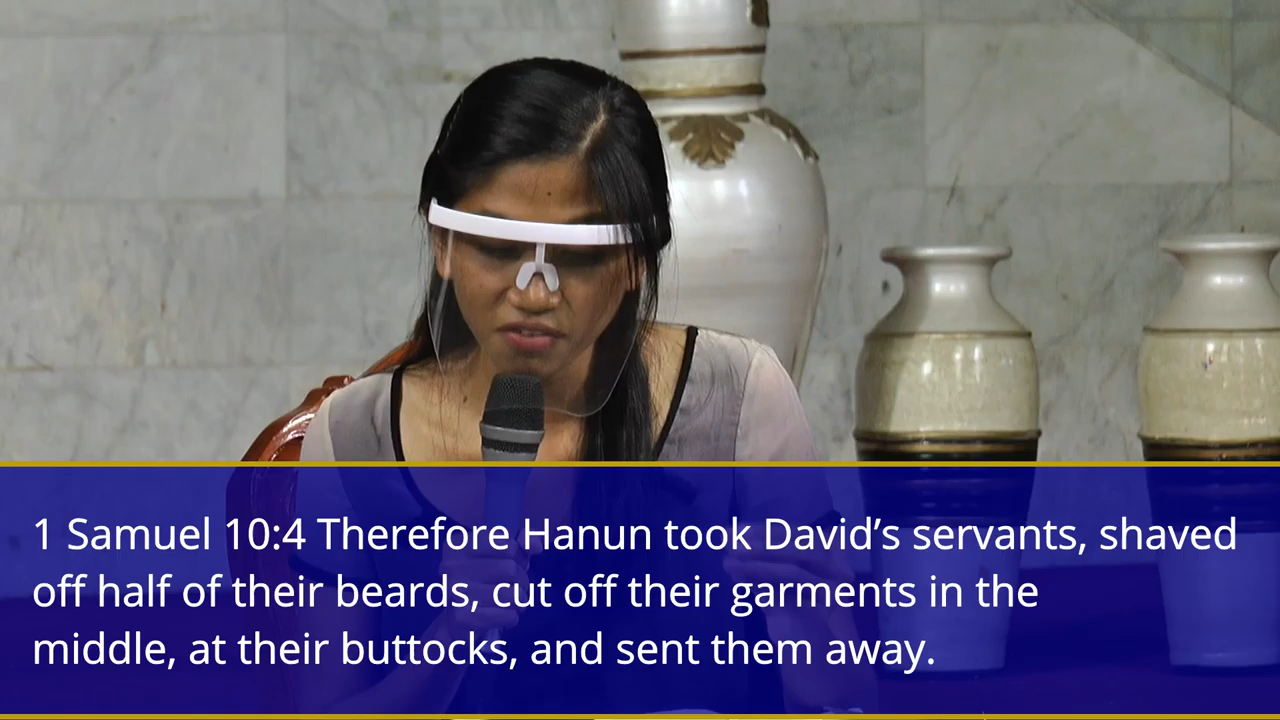 1 Samuel 10:4 Therefore Hanun took David’s servants, shaved
off half of their beards, cut off their garments in the
middle, at their buttocks, and sent them away.